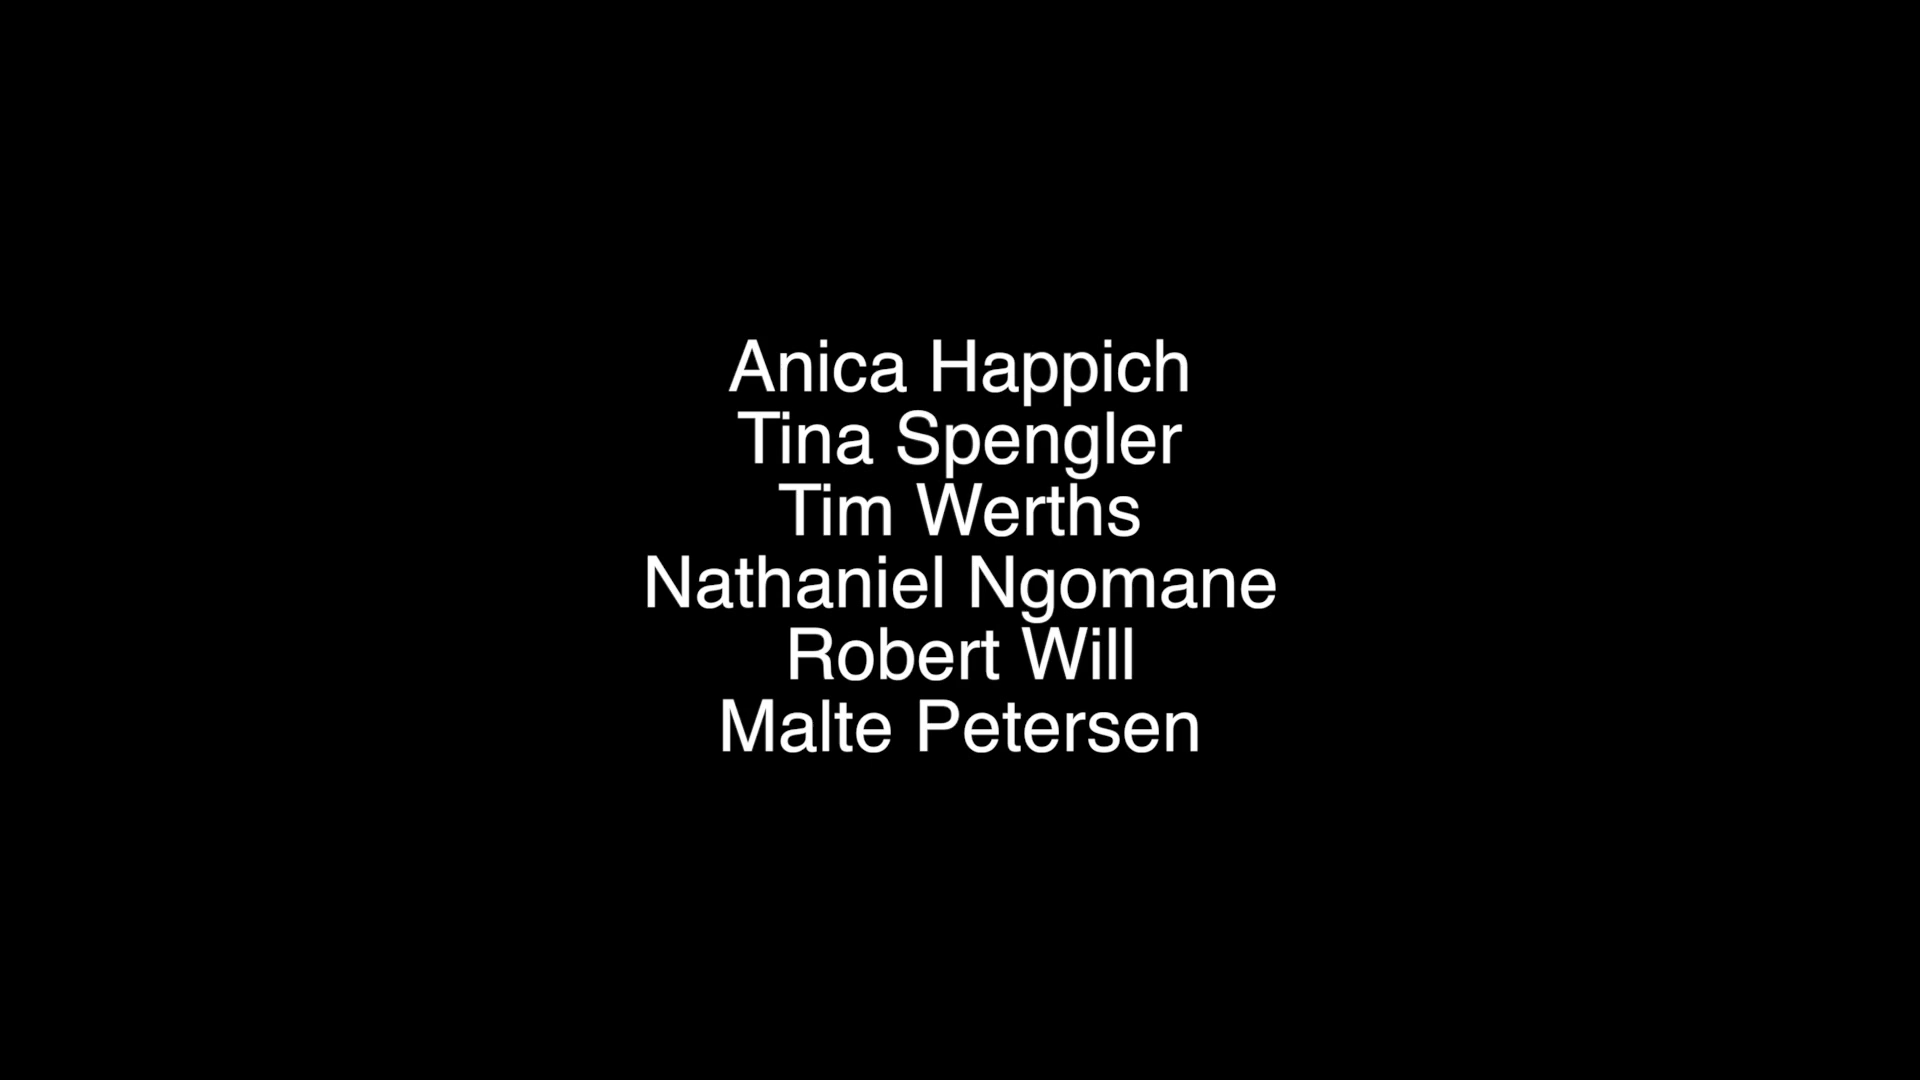 Anica Happich
Tina Spengler
Tim Werths
Nathaniel Ngomane
Robert Will
Malte Petersen